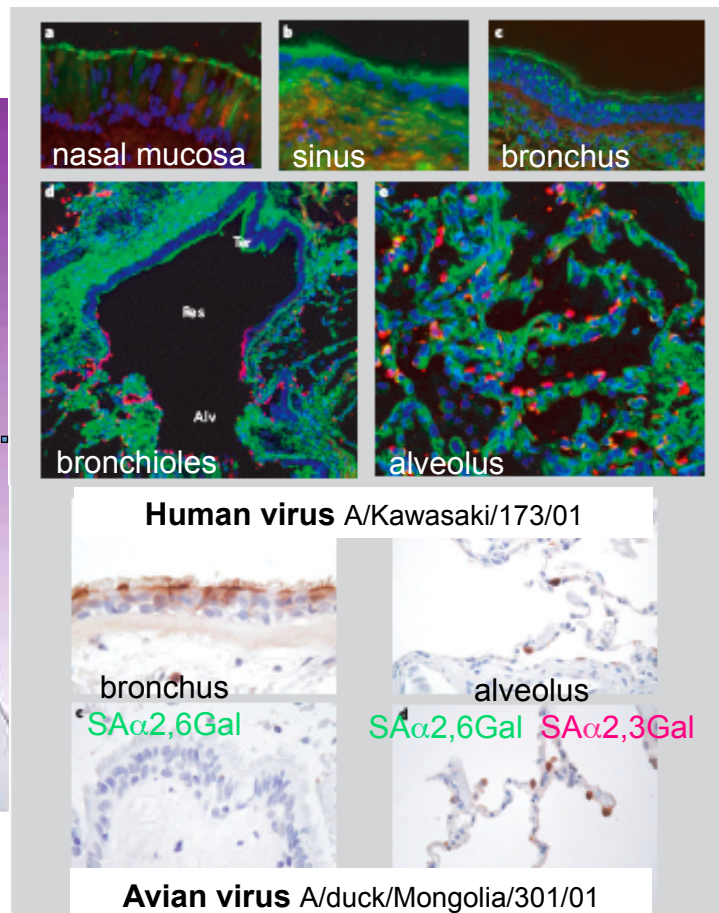 a
b
c
nasal mucosa
sinus
bronchus
d
Ter
Res
Alv
e
bronchioles
alveolus
Human virus A/Kawasaki/173/01
bronchus
alveolus
c
SAα2,6Gal
d
SAα2,6Gal SAα2,3Gal
Avian virus A/duck/Mongolia/301/01